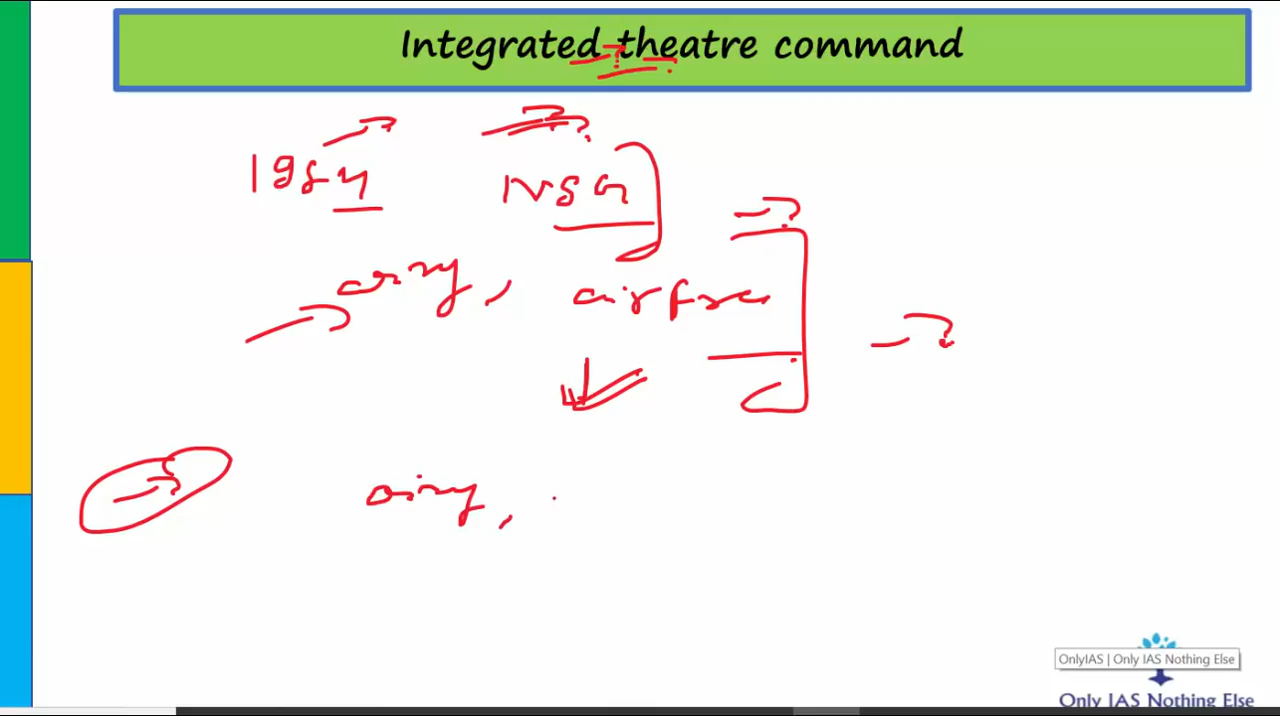 Integrated theatre command
1984 NSG
army, airforce
army,
OnlyIAS | Only IAS Nothing Else
Only IAS Nothing Else